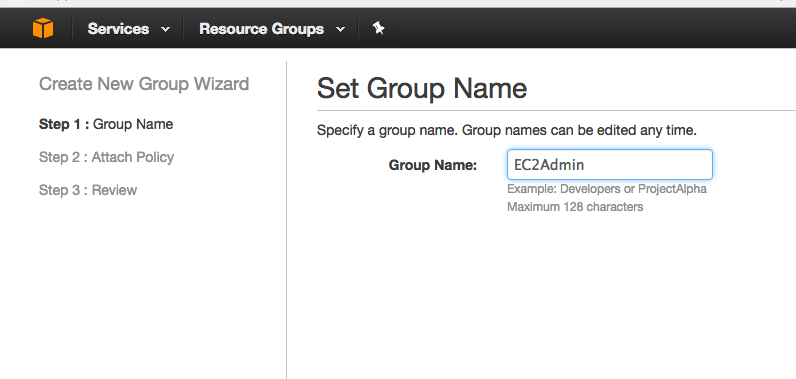 Services Resource Groups
Create New Group Wizard
Step 1 : Group Name
Step 2 : Attach Policy
Step 3 : Review
Set Group Name
Specify a group name. Group names can be edited any time.
Group Name: EC2Admin
Example: Developers or ProjectAlpha
Maximum 128 characters